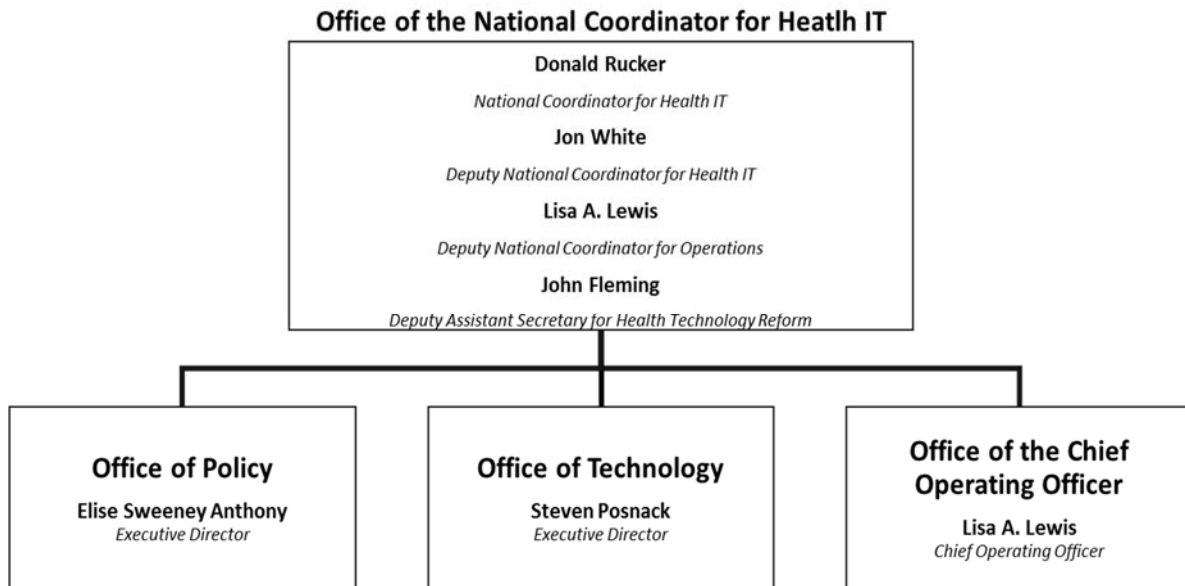 Office of the National Coordinator for Heatlh IT
Donald Rucker
National Coordinator for Health IT
Jon White
Deputy National Coordinator for Health IT
Lisa A. Lewis
Deputy National Coordinator for Operations
John Fleming
Deputy Assistant Secretary for Health Technology Reform
Office of Policy
Elise Sweeney Anthony
Executive Director
Office of Technology
Steven Posnack
Executive Director
Office of the Chief
Operating Officer
Lisa A. Lewis
Chief Operating Officer